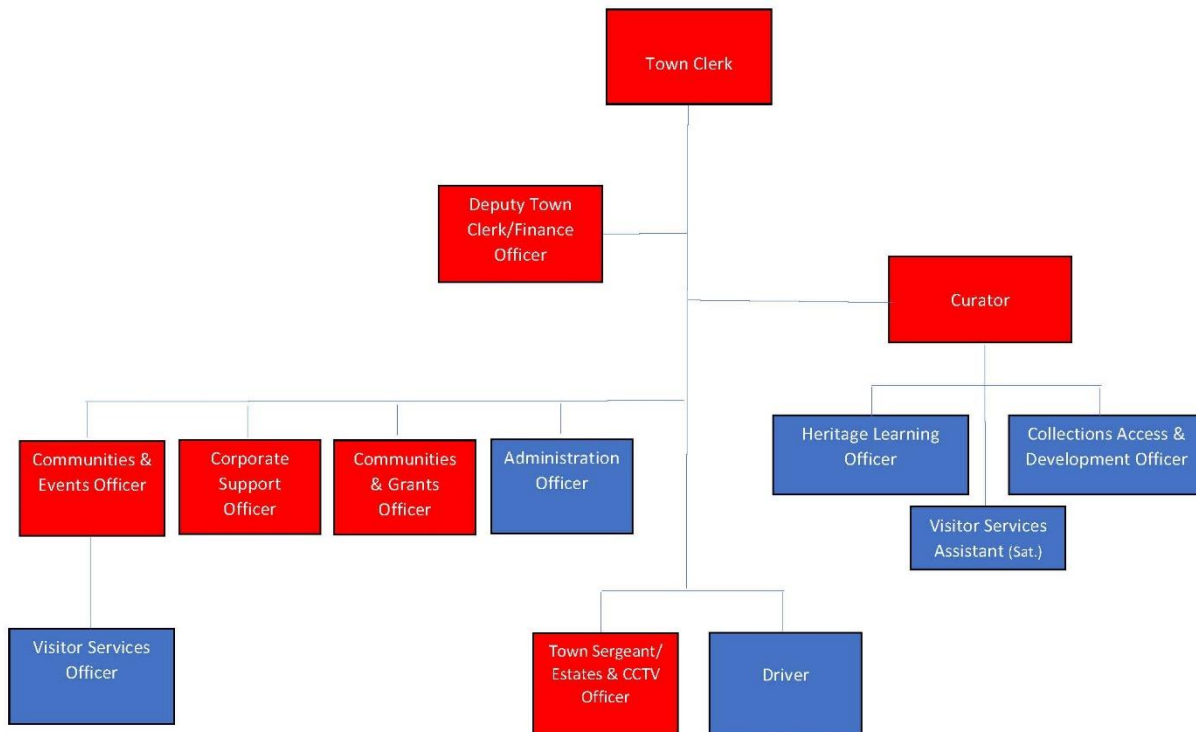 Town Clerk
Deputy Town
Clerk/Finance
Officer
Curator
Communities &
Events Officer
Corporate
Support
Officer
Communities
& Grants
Officer
Administration
Officer
Heritage Learning
Officer
Collections Access &
Development Officer
Visitor Services
Assistant (Sat.)
Visitor Services
Officer
Town Sergeant/
Estates & CCTV
Officer
Driver